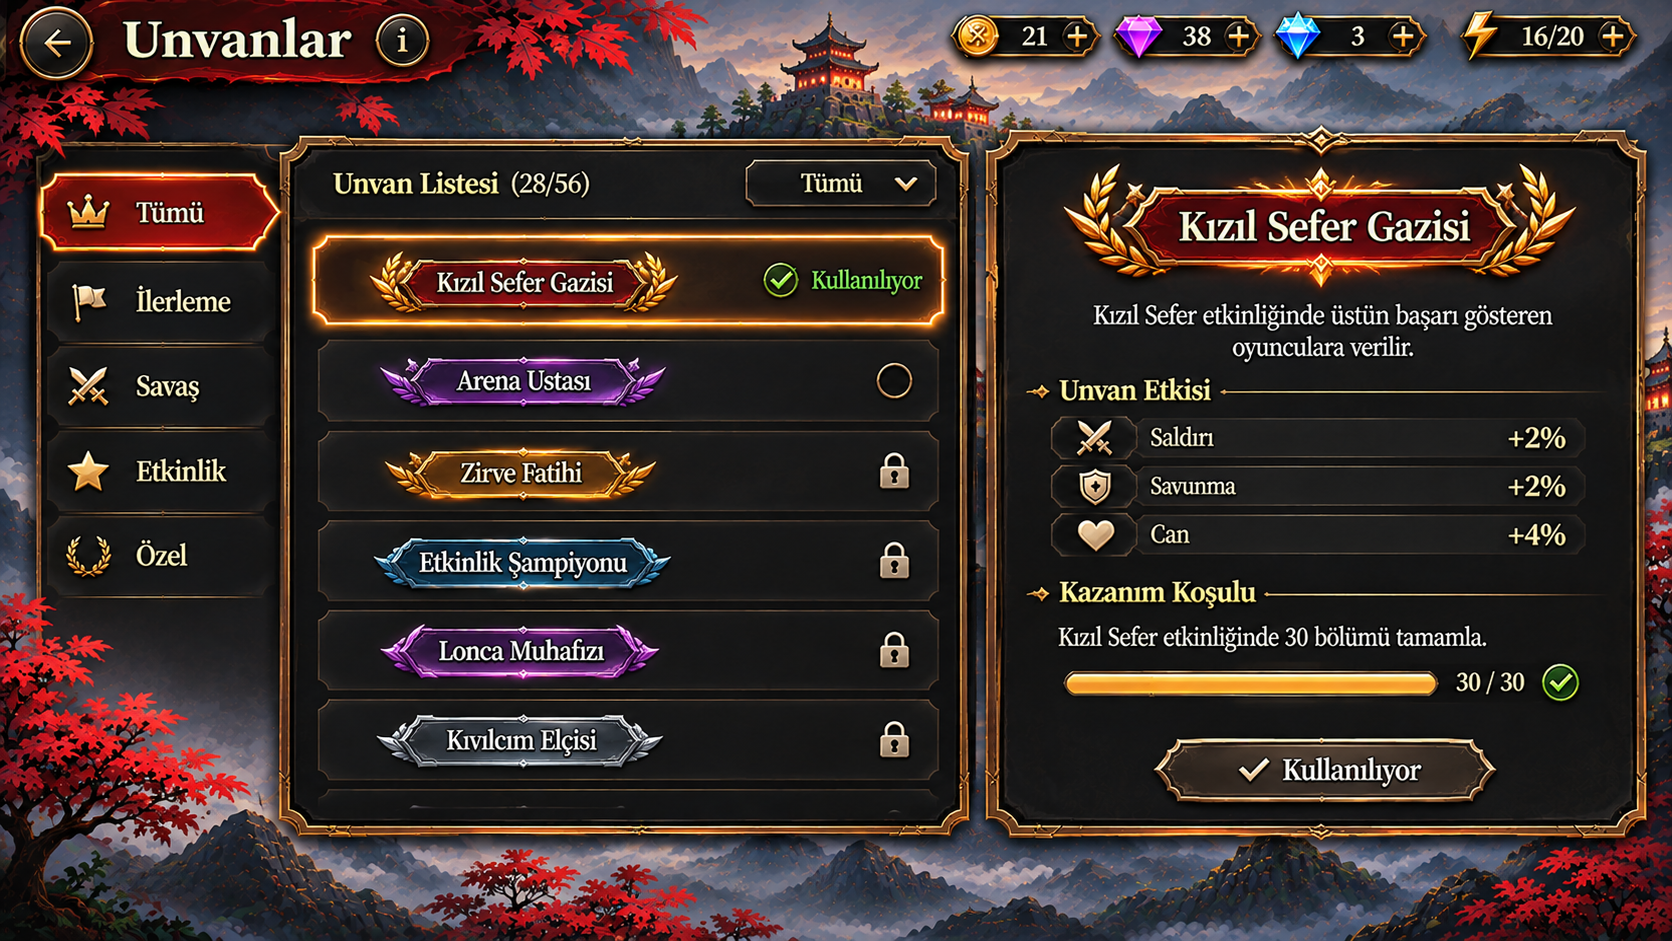 Unvanlar
i
21
38
3
16/20
Tümü
İlerleme
Savaş
Etkinlik
Özel
Unvan Listesi (28/56)
Tümü
Kızıl Sefer Gazisi
Kullanılıyor
Arena Ustası
Zirve Fatihi
Etkinlik Şampiyonu
Lonca Muhafızı
Kıvılcım Elçisi
Kızıl Sefer Gazisi
Kızıl Sefer etkinliğinde üstün başarı gösteren
oyunculara verilir.
Unvan Etkisi
Saldırı +2%
Savunma +2%
Can +4%
Kazanım Koşulu
Kızıl Sefer etkinliğinde 30 bölümü tamamla.
30 / 30
Kullanılıyor